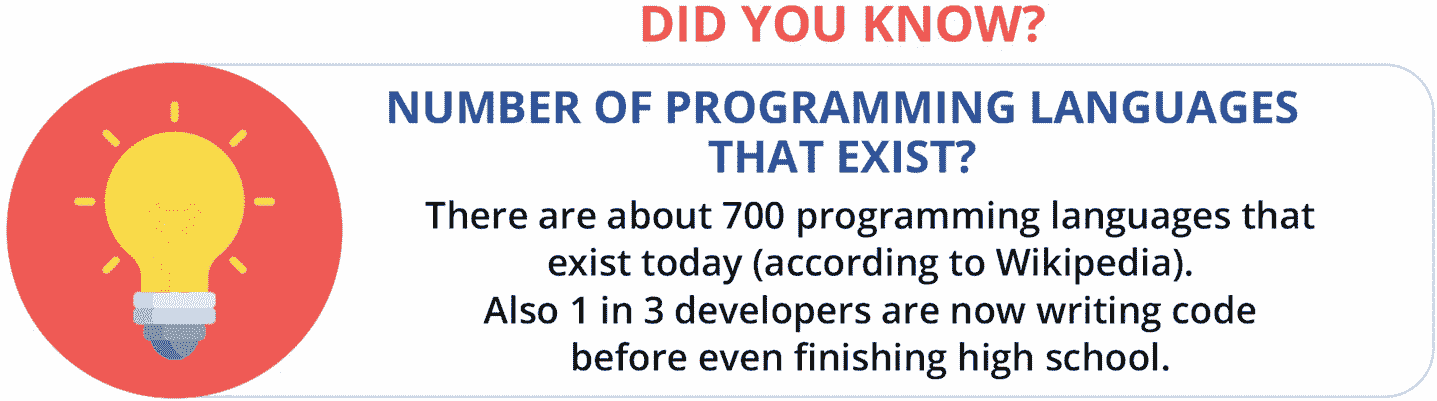 DID YOU KNOW?
NUMBER OF PROGRAMMING LANGUAGES
THAT EXIST?
There are about 700 programming languages that
exist today (according to Wikipedia).
Also 1 in 3 developers are now writing code
before even finishing high school.